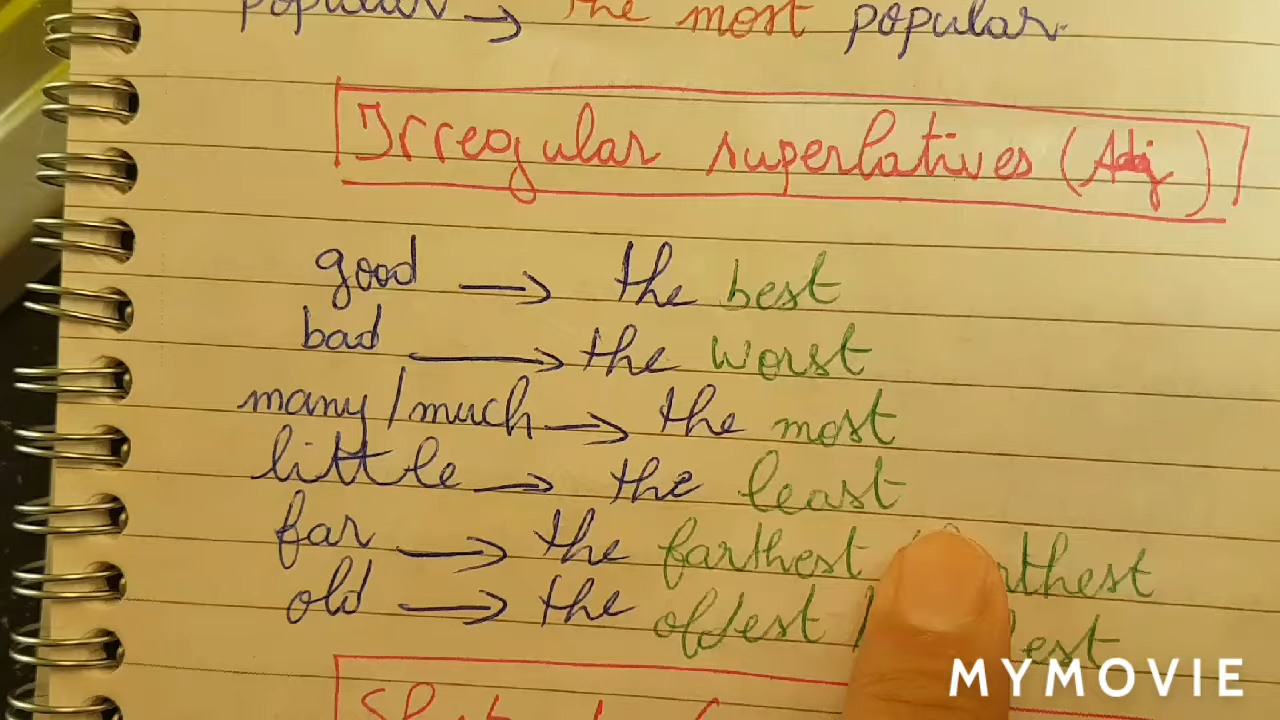 popular → the most popular.
Irregular superlatives (Adj)
good → the best
bad → the worst
many/much → the most
little → the least
far → the farthest
old → the oldest /
MYMOVIE